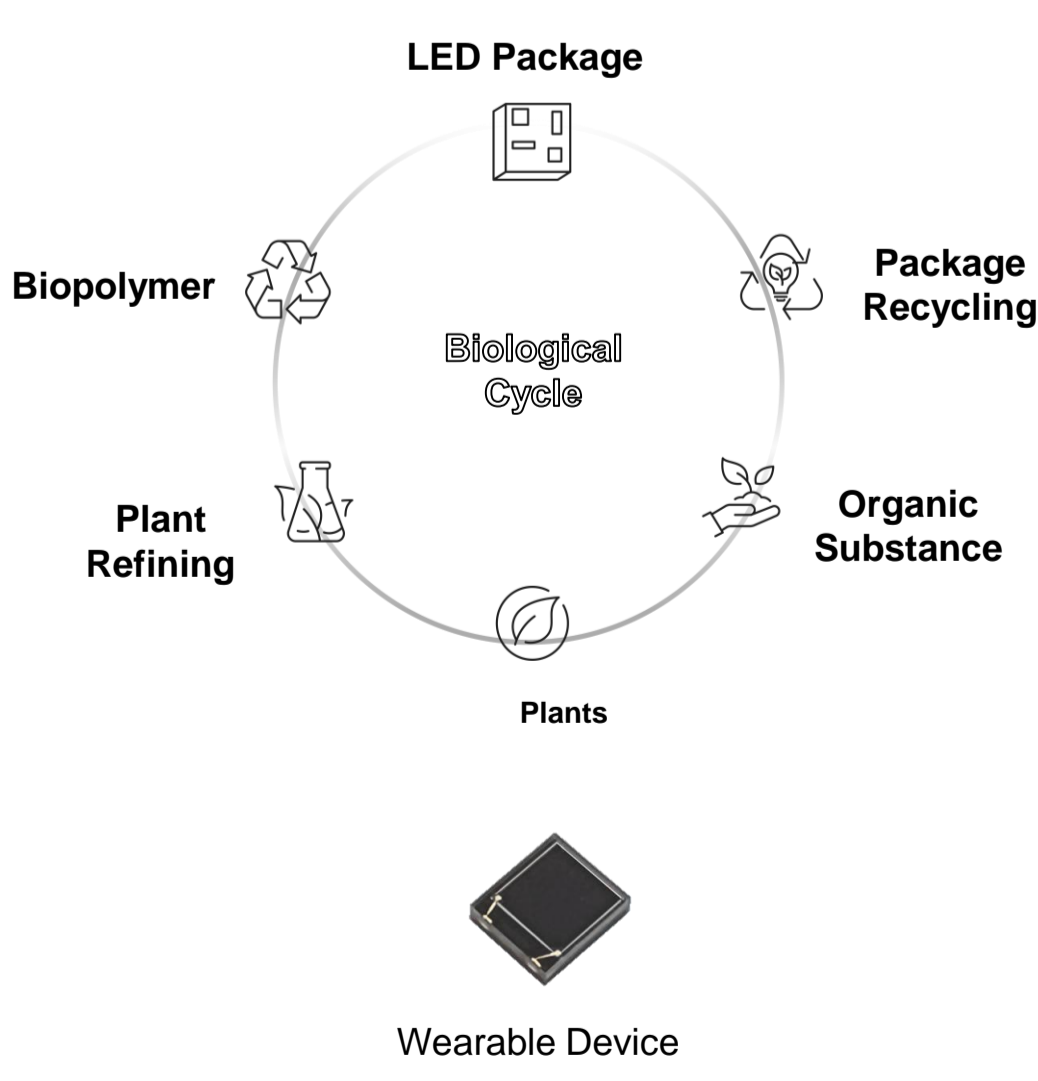 LED Package
Biopolymer
Package
Recycling
Biological
Cycle
Plant
Refining
Organic
Substance
Plants
Wearable Device